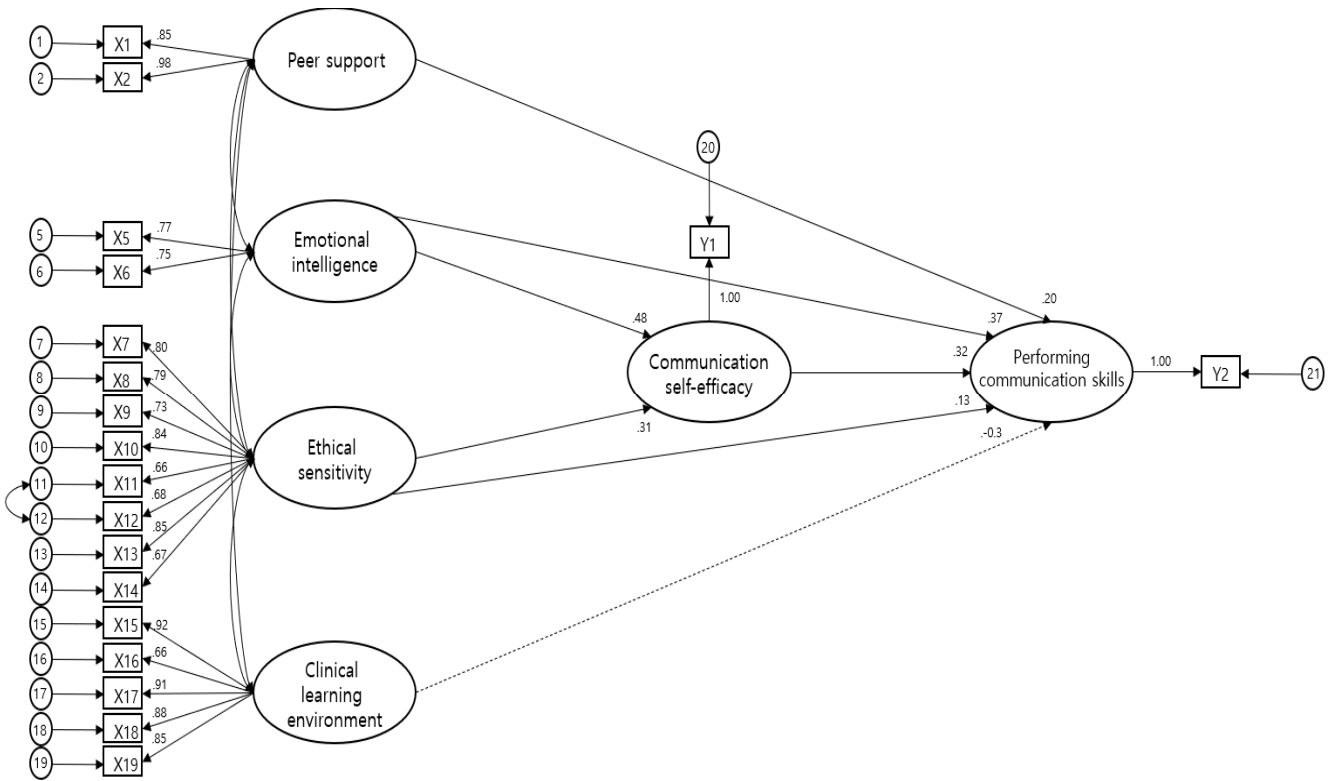 1
X1
.85
Peer support
2
X2
.98
20
5
X5
.77
Emotional
intelligence
6
X6
.75
Y1
1.00
.20
.48
.37
7
X7
.80
8
X8
.79
9
X9
.73
10
X10
.84
11
X11
.66
12
X12
.68
13
X13
.85
14
X14
.67
Ethical
sensitivity
Communication
self-efficacy
.31
.32
.13
.-0.3
Performing
communication skills
1.00
Y2
21
15
X15
.92
16
X16
.66
17
X17
.91
18
X18
.88
19
X19
.85
Clinical
learning
environment